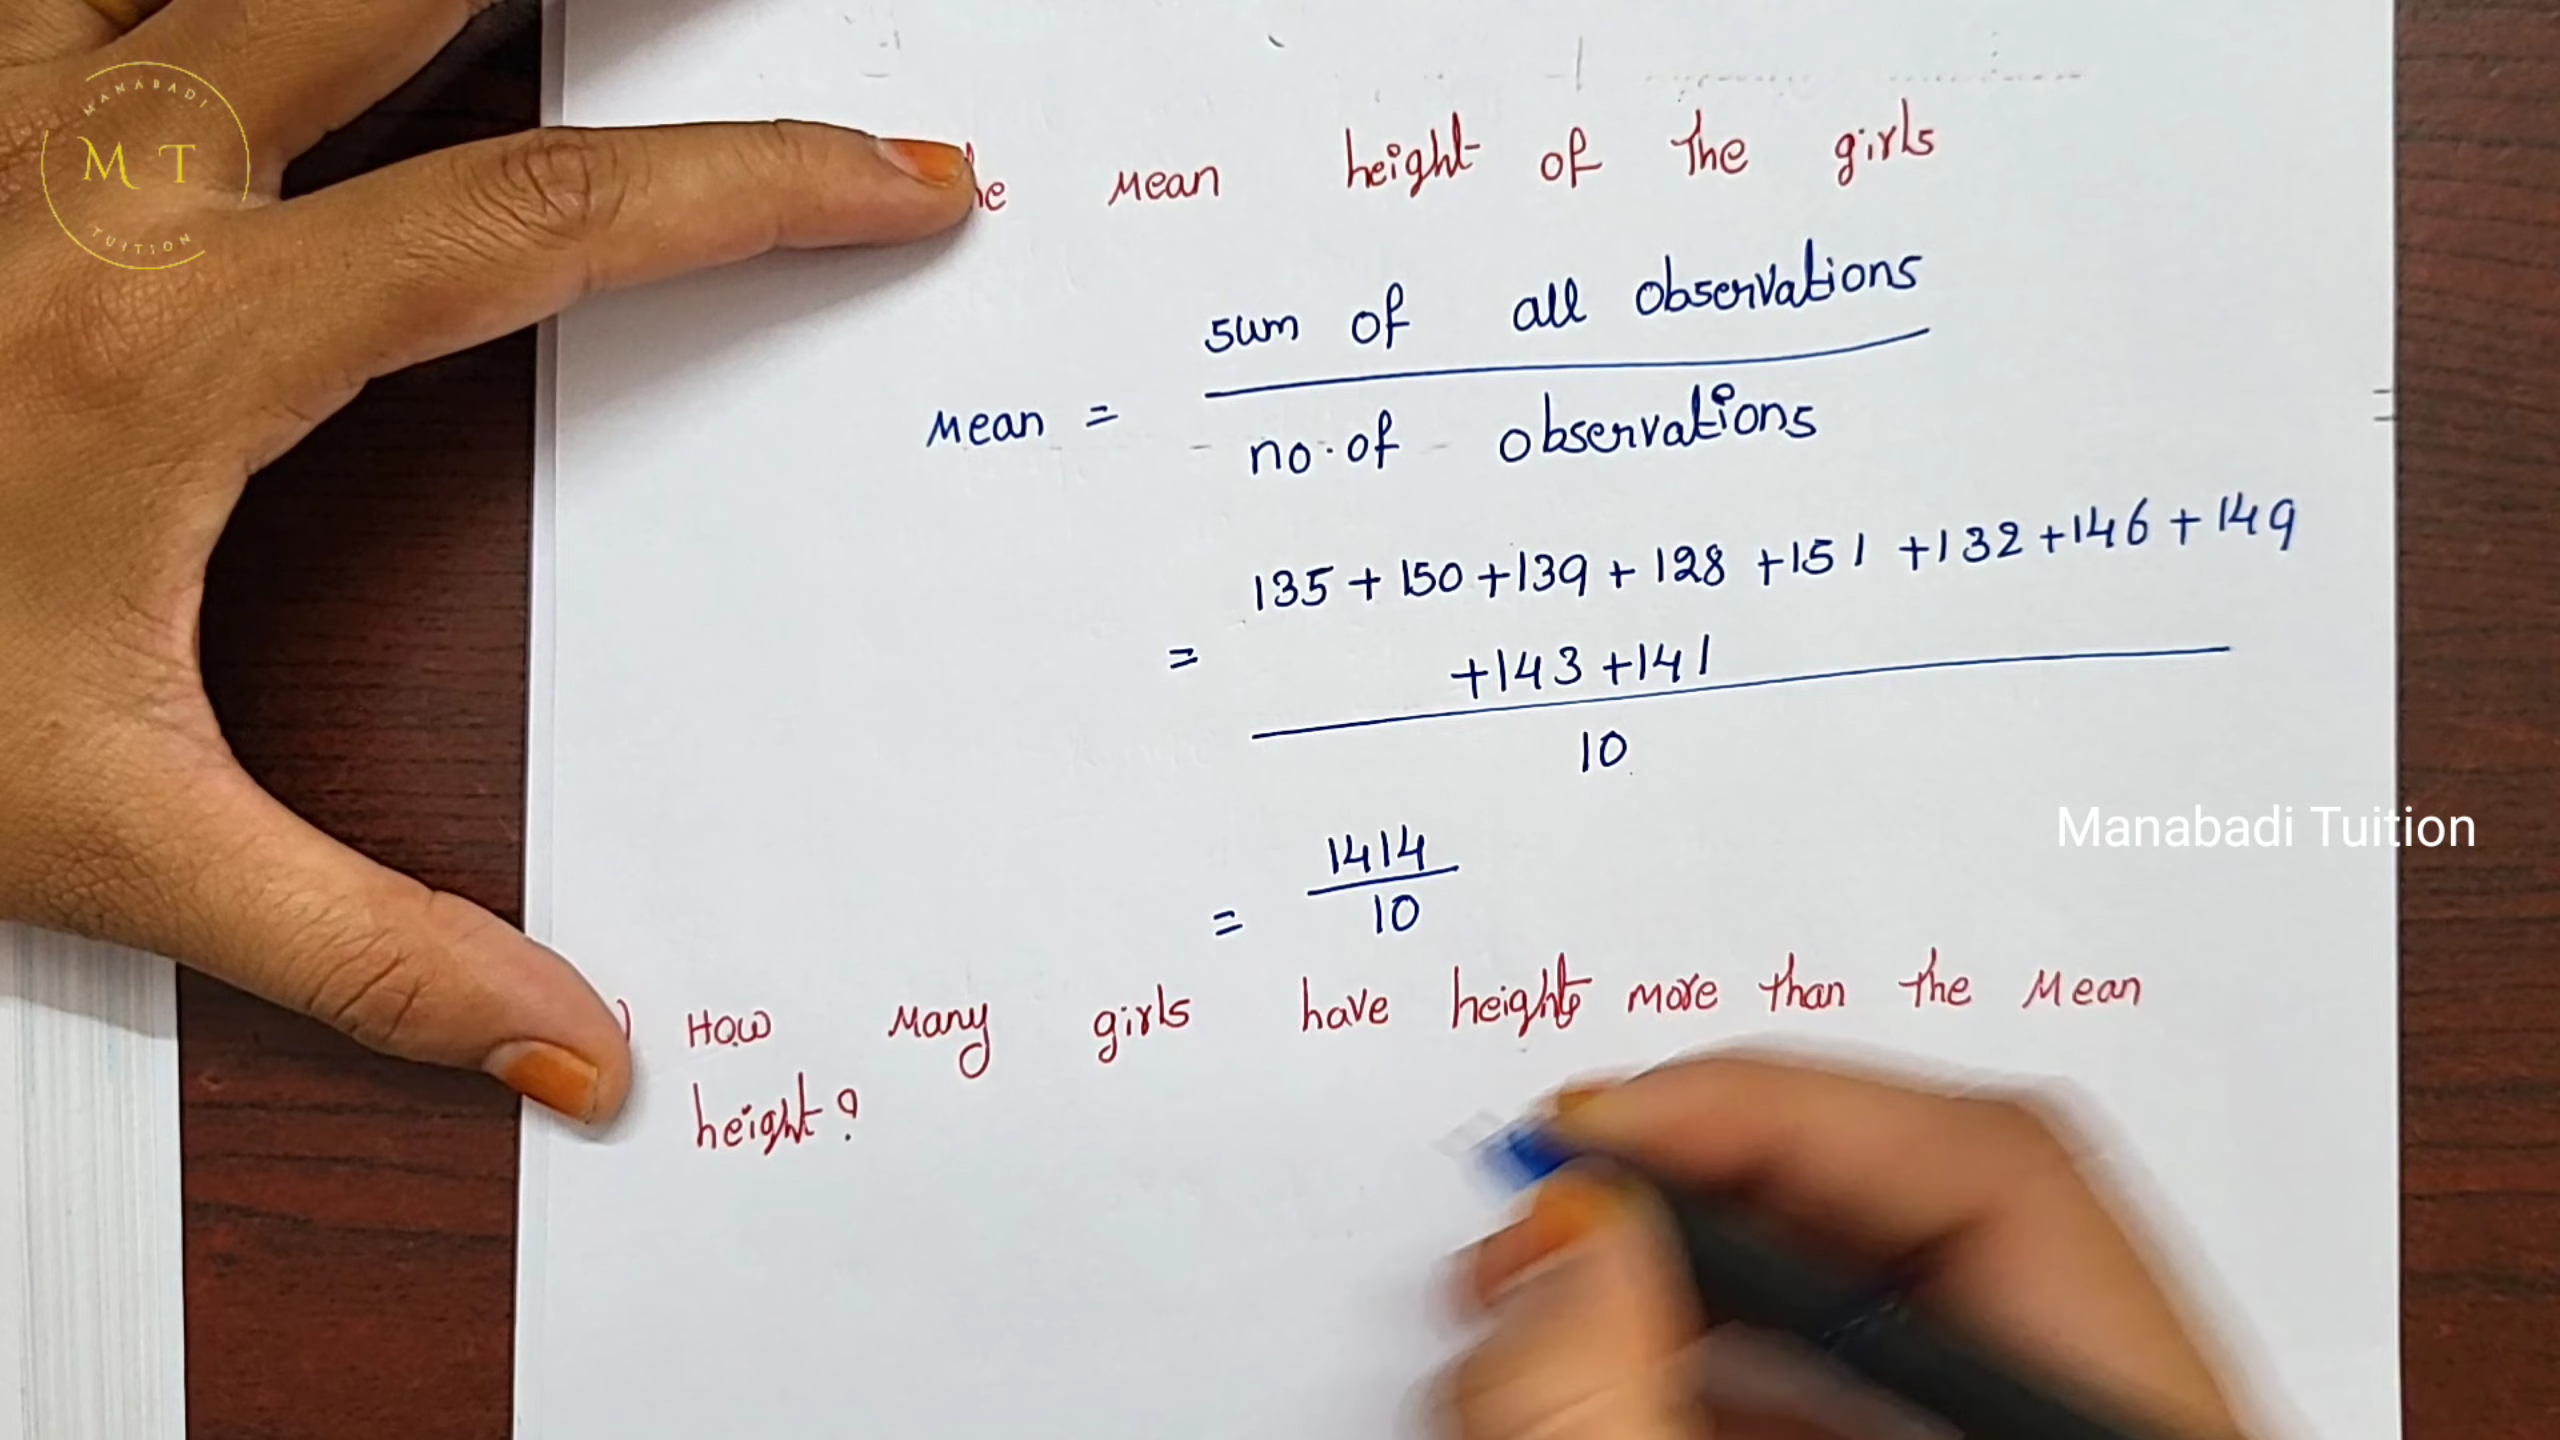 MANABADI
M T
TUITION
Mean height of the girls
sum of all observations
Mean =
no. of observations
135 + 150 + 139 + 128 + 151 + 132 + 146 + 149
= +143 +141
10
1414
=
10
Manabadi Tuition
) How Many girls have heights more than the Mean
height?